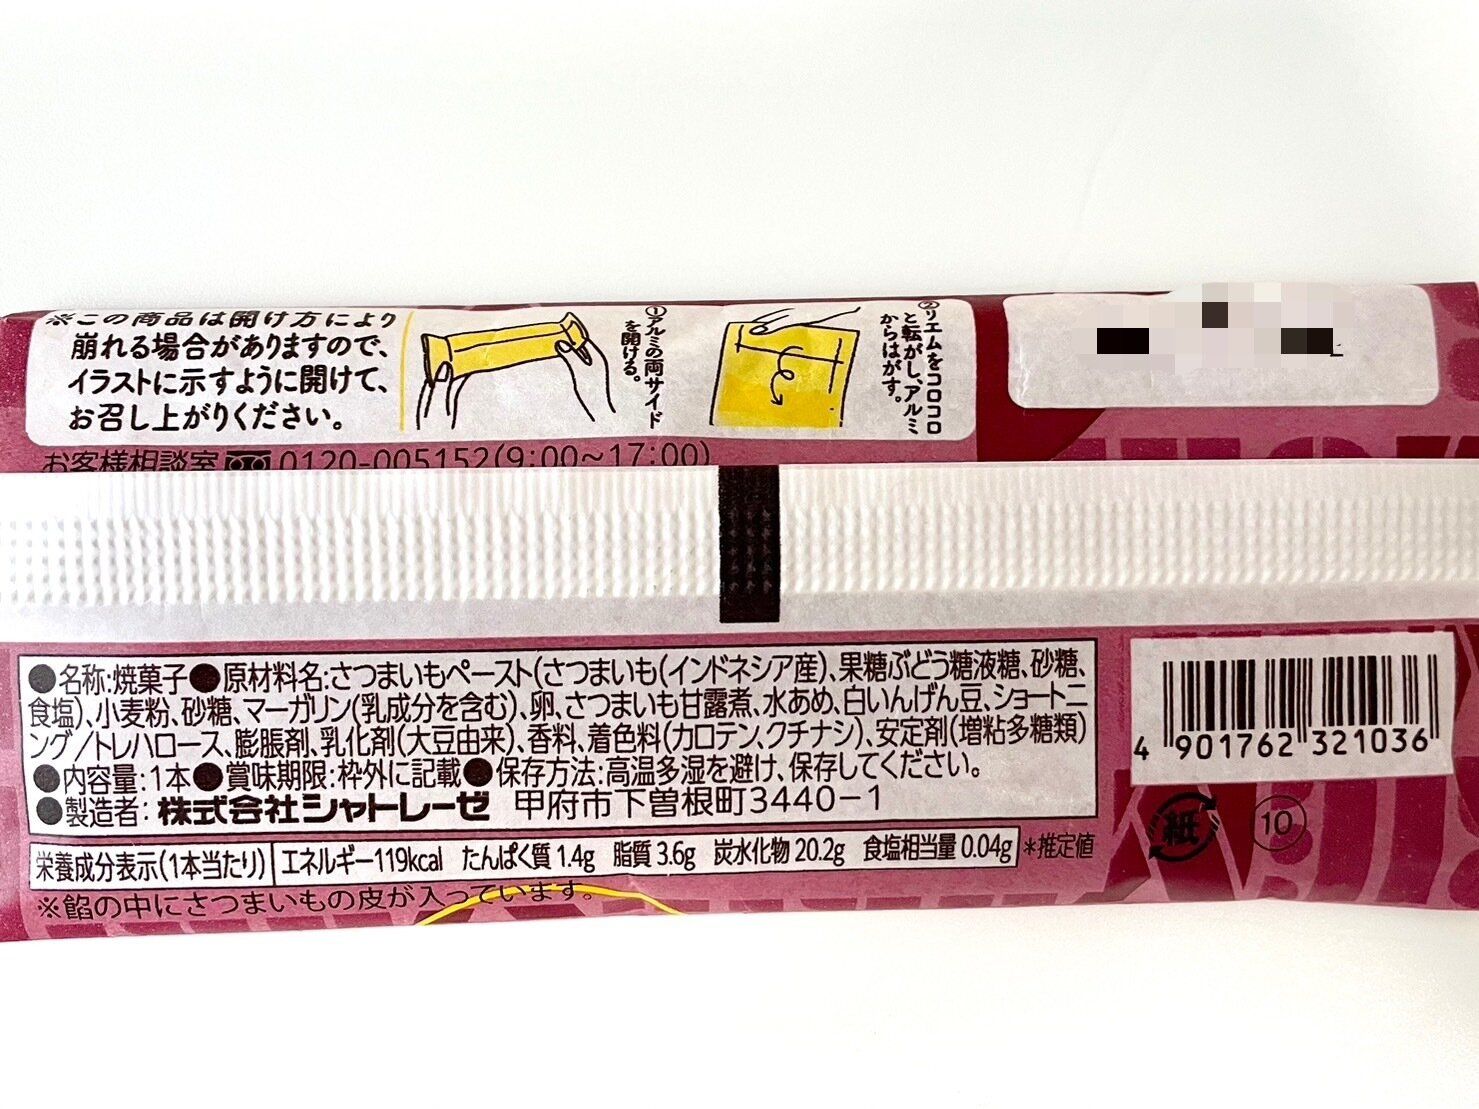 ※この商品は開け方により
崩れる場合がありますので、
イラストに示すように開けて、
お召し上がりください。
①アルミの両サイド
を開ける。
②リエムをコロコロ
と転がし、アルミ
からはがす。
お客様相談室 0120-005152(9:00~17:00)
●名称:焼菓子●原材料名:さつまいもペースト(さつまいも(インドネシア産)、果糖ぶどう糖液糖、砂糖、
食塩)、小麦粉、砂糖、マーガリン(乳成分を含む)、卵、さつまいも甘露煮、水あめ、白いんげん豆、ショートニ
ング/トレハロース、膨脹剤、乳化剤(大豆由来)、香料、着色料(カロテン、クチナシ)、安定剤(増粘多糖類)
●内容量:1本●賞味期限:枠外に記載●保存方法:高温多湿を避け、保存してください。
●製造者:株式会社シャトレーゼ 甲府市下曽根町3440-1
栄養成分表示(1本当たり) エネルギー119kcal たんぱく質1.4g 脂質3.6g 炭水化物20.2g 食塩相当量0.04g *推定値
※餡の中にさつまいもの皮が入っています。
4 901762 321036
紙
10